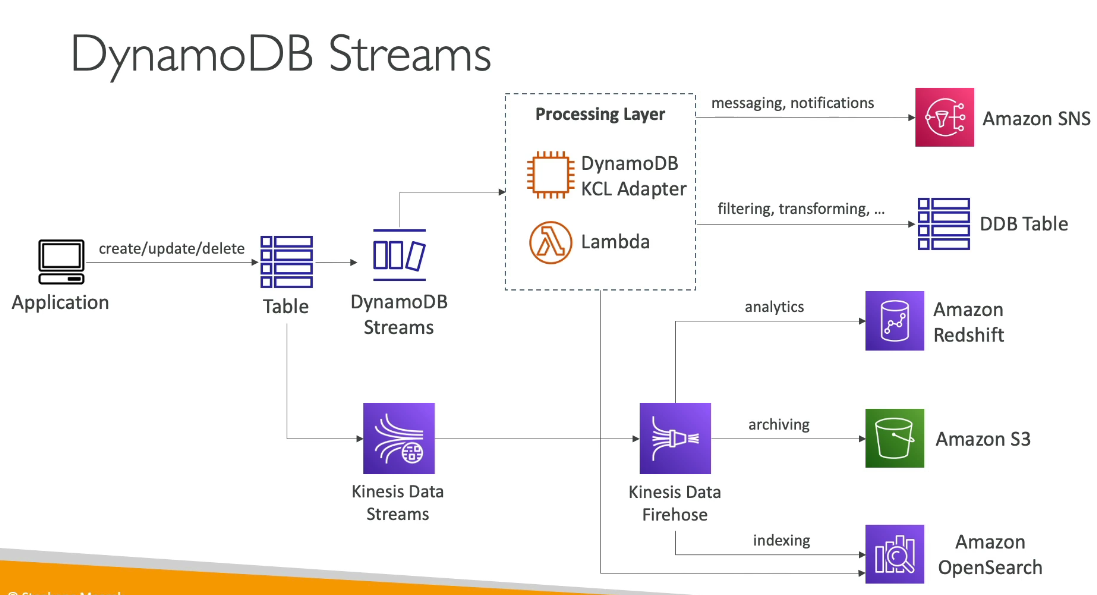 DynamoDB Streams
Processing Layer
DynamoDB
KCL Adapter
Lambda
messaging, notifications
Amazon SNS
filtering, transforming, ...
DDB Table
create/update/delete
Application
Table
DynamoDB
Streams
analytics
Amazon
Redshift
archiving
Amazon S3
Kinesis Data
Streams
Kinesis Data
Firehose
indexing
Amazon
OpenSearch